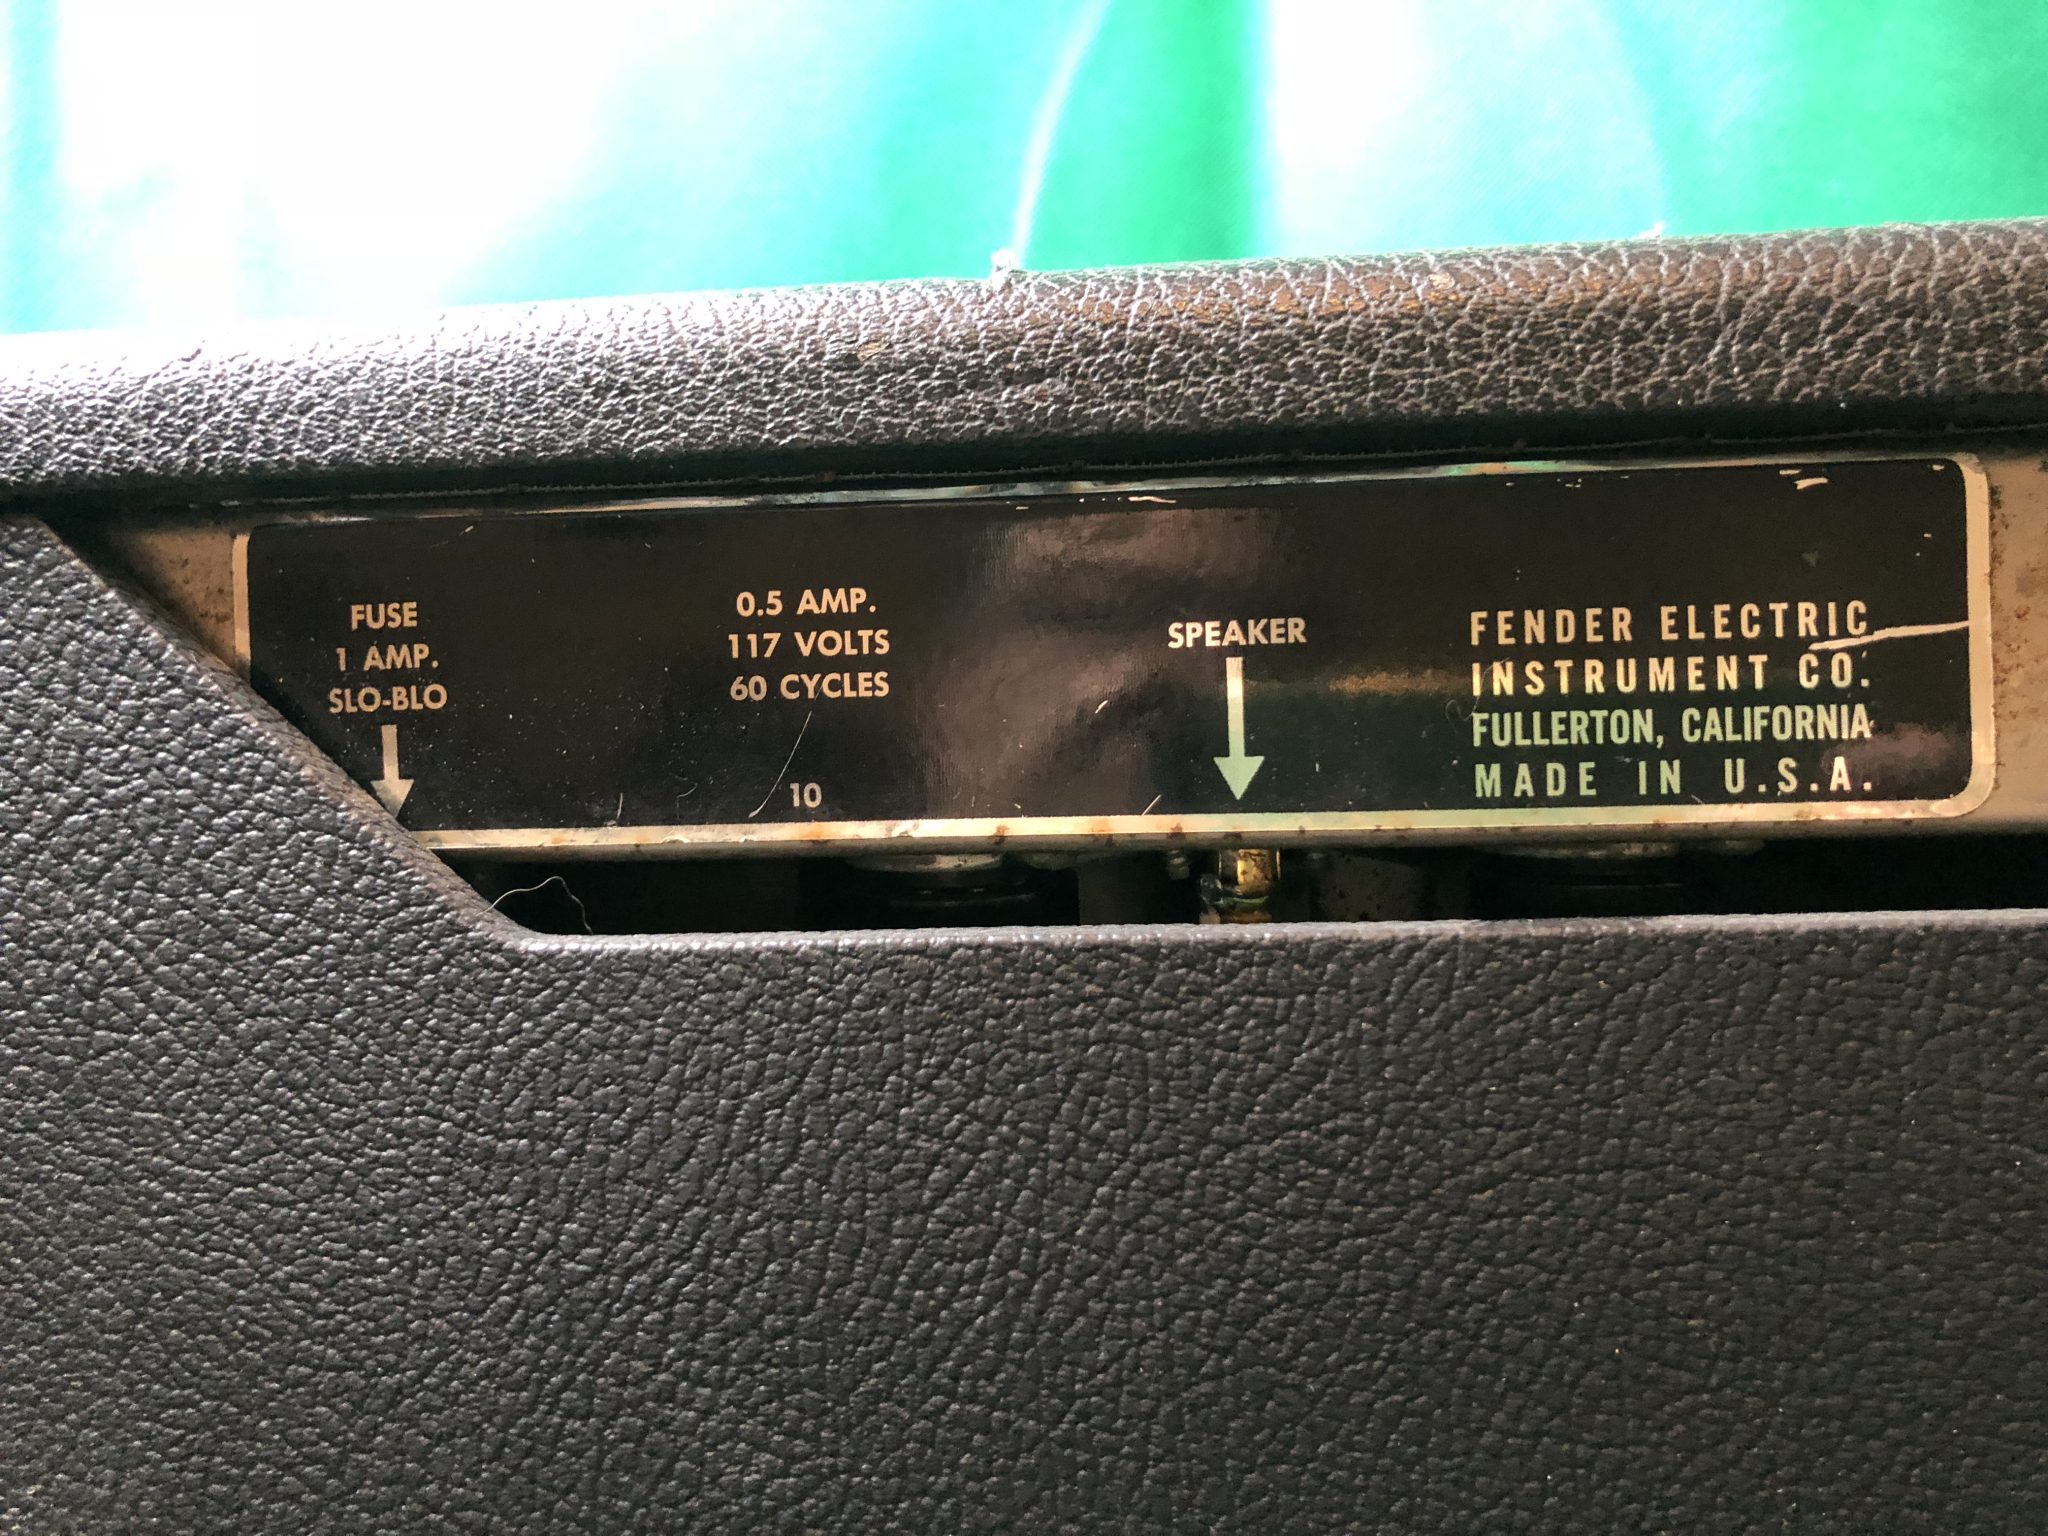 FUSE
1 AMP.
SLO-BLO
0.5 AMP.
117 VOLTS
60 CYCLES
10
SPEAKER
FENDER ELECTRIC
INSTRUMENT CO.
FULLERTON, CALIFORNIA
MADE IN U.S.A.